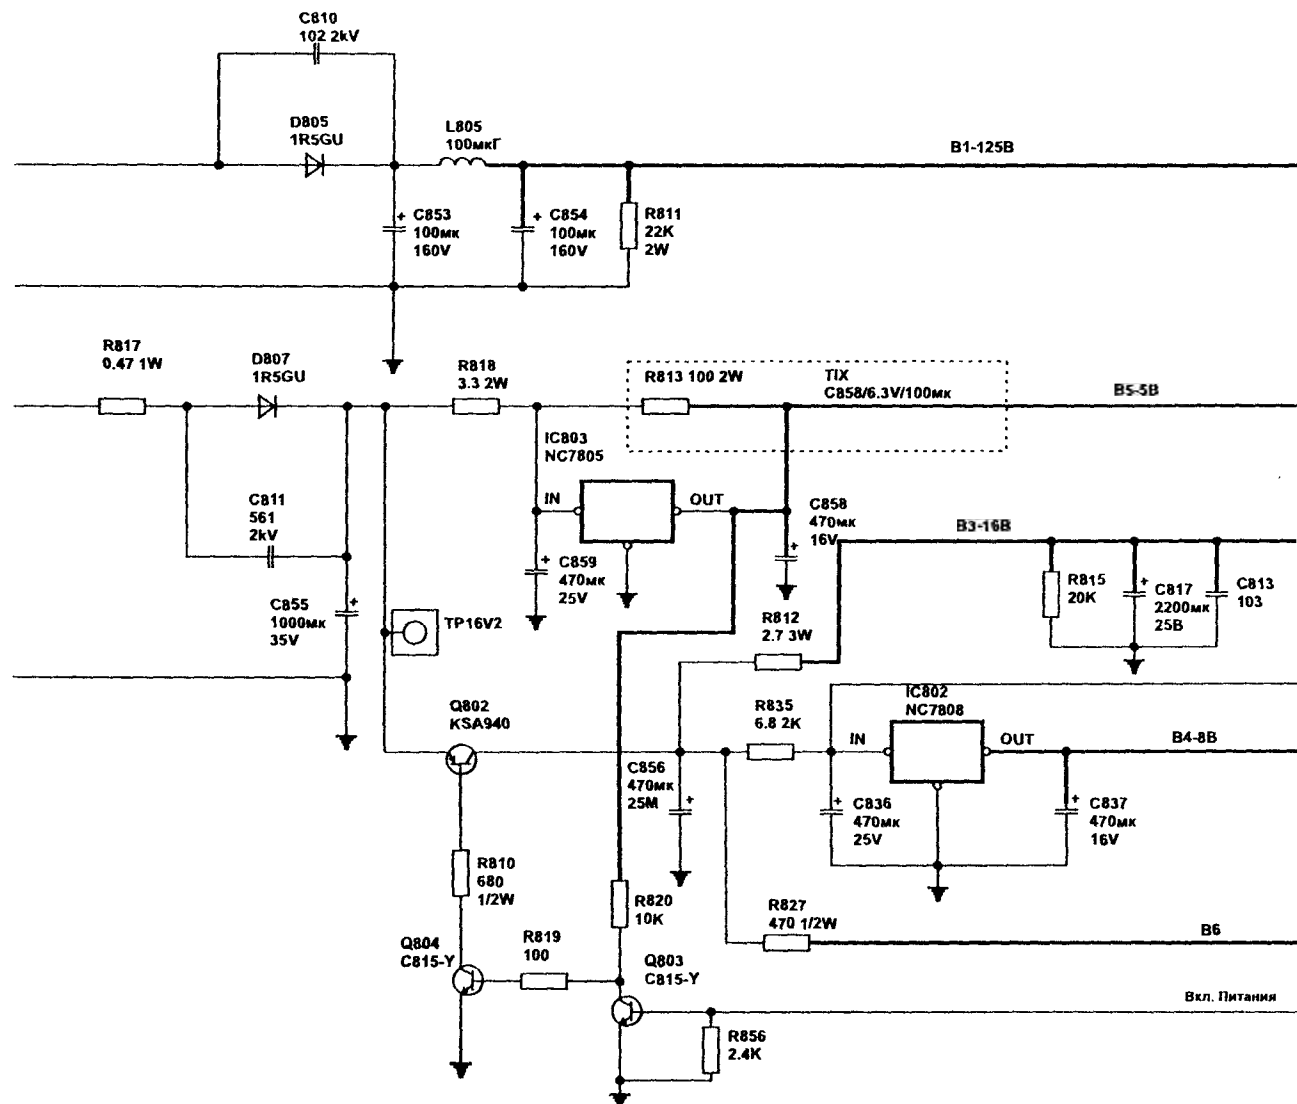 C810
102 2kV
D805
1R5GU
L805
100мкГ
B1-125B
C853
100мк
160V
C854
100мк
160V
R811
22K
2W
R817
0.47 1W
D807
1R5GU
R818
3.3 2W
R813 100 2W
TIX
C858/6.3V/100мк
B5-5B
IC803
NC7805
IN
OUT
C811
561
2kV
C858
470мк
16V
B3-16B
C859
470мк
25V
R815
20K
C817
2200мк
25B
C813
103
C855
1000мк
35V
TP16V2
R812
2.7 3W
Q802
KSA940
R835
6.8 2K
IC802
NC7808
IN
OUT
B4-8B
C856
470мк
25M
C836
470мк
25V
C837
470мк
16V
R810
680
1/2W
R820
10K
R827
470 1/2W
B6
Q804
C815-Y
R819
100
Q803
C815-Y
Вкл. Питания
R856
2.4K